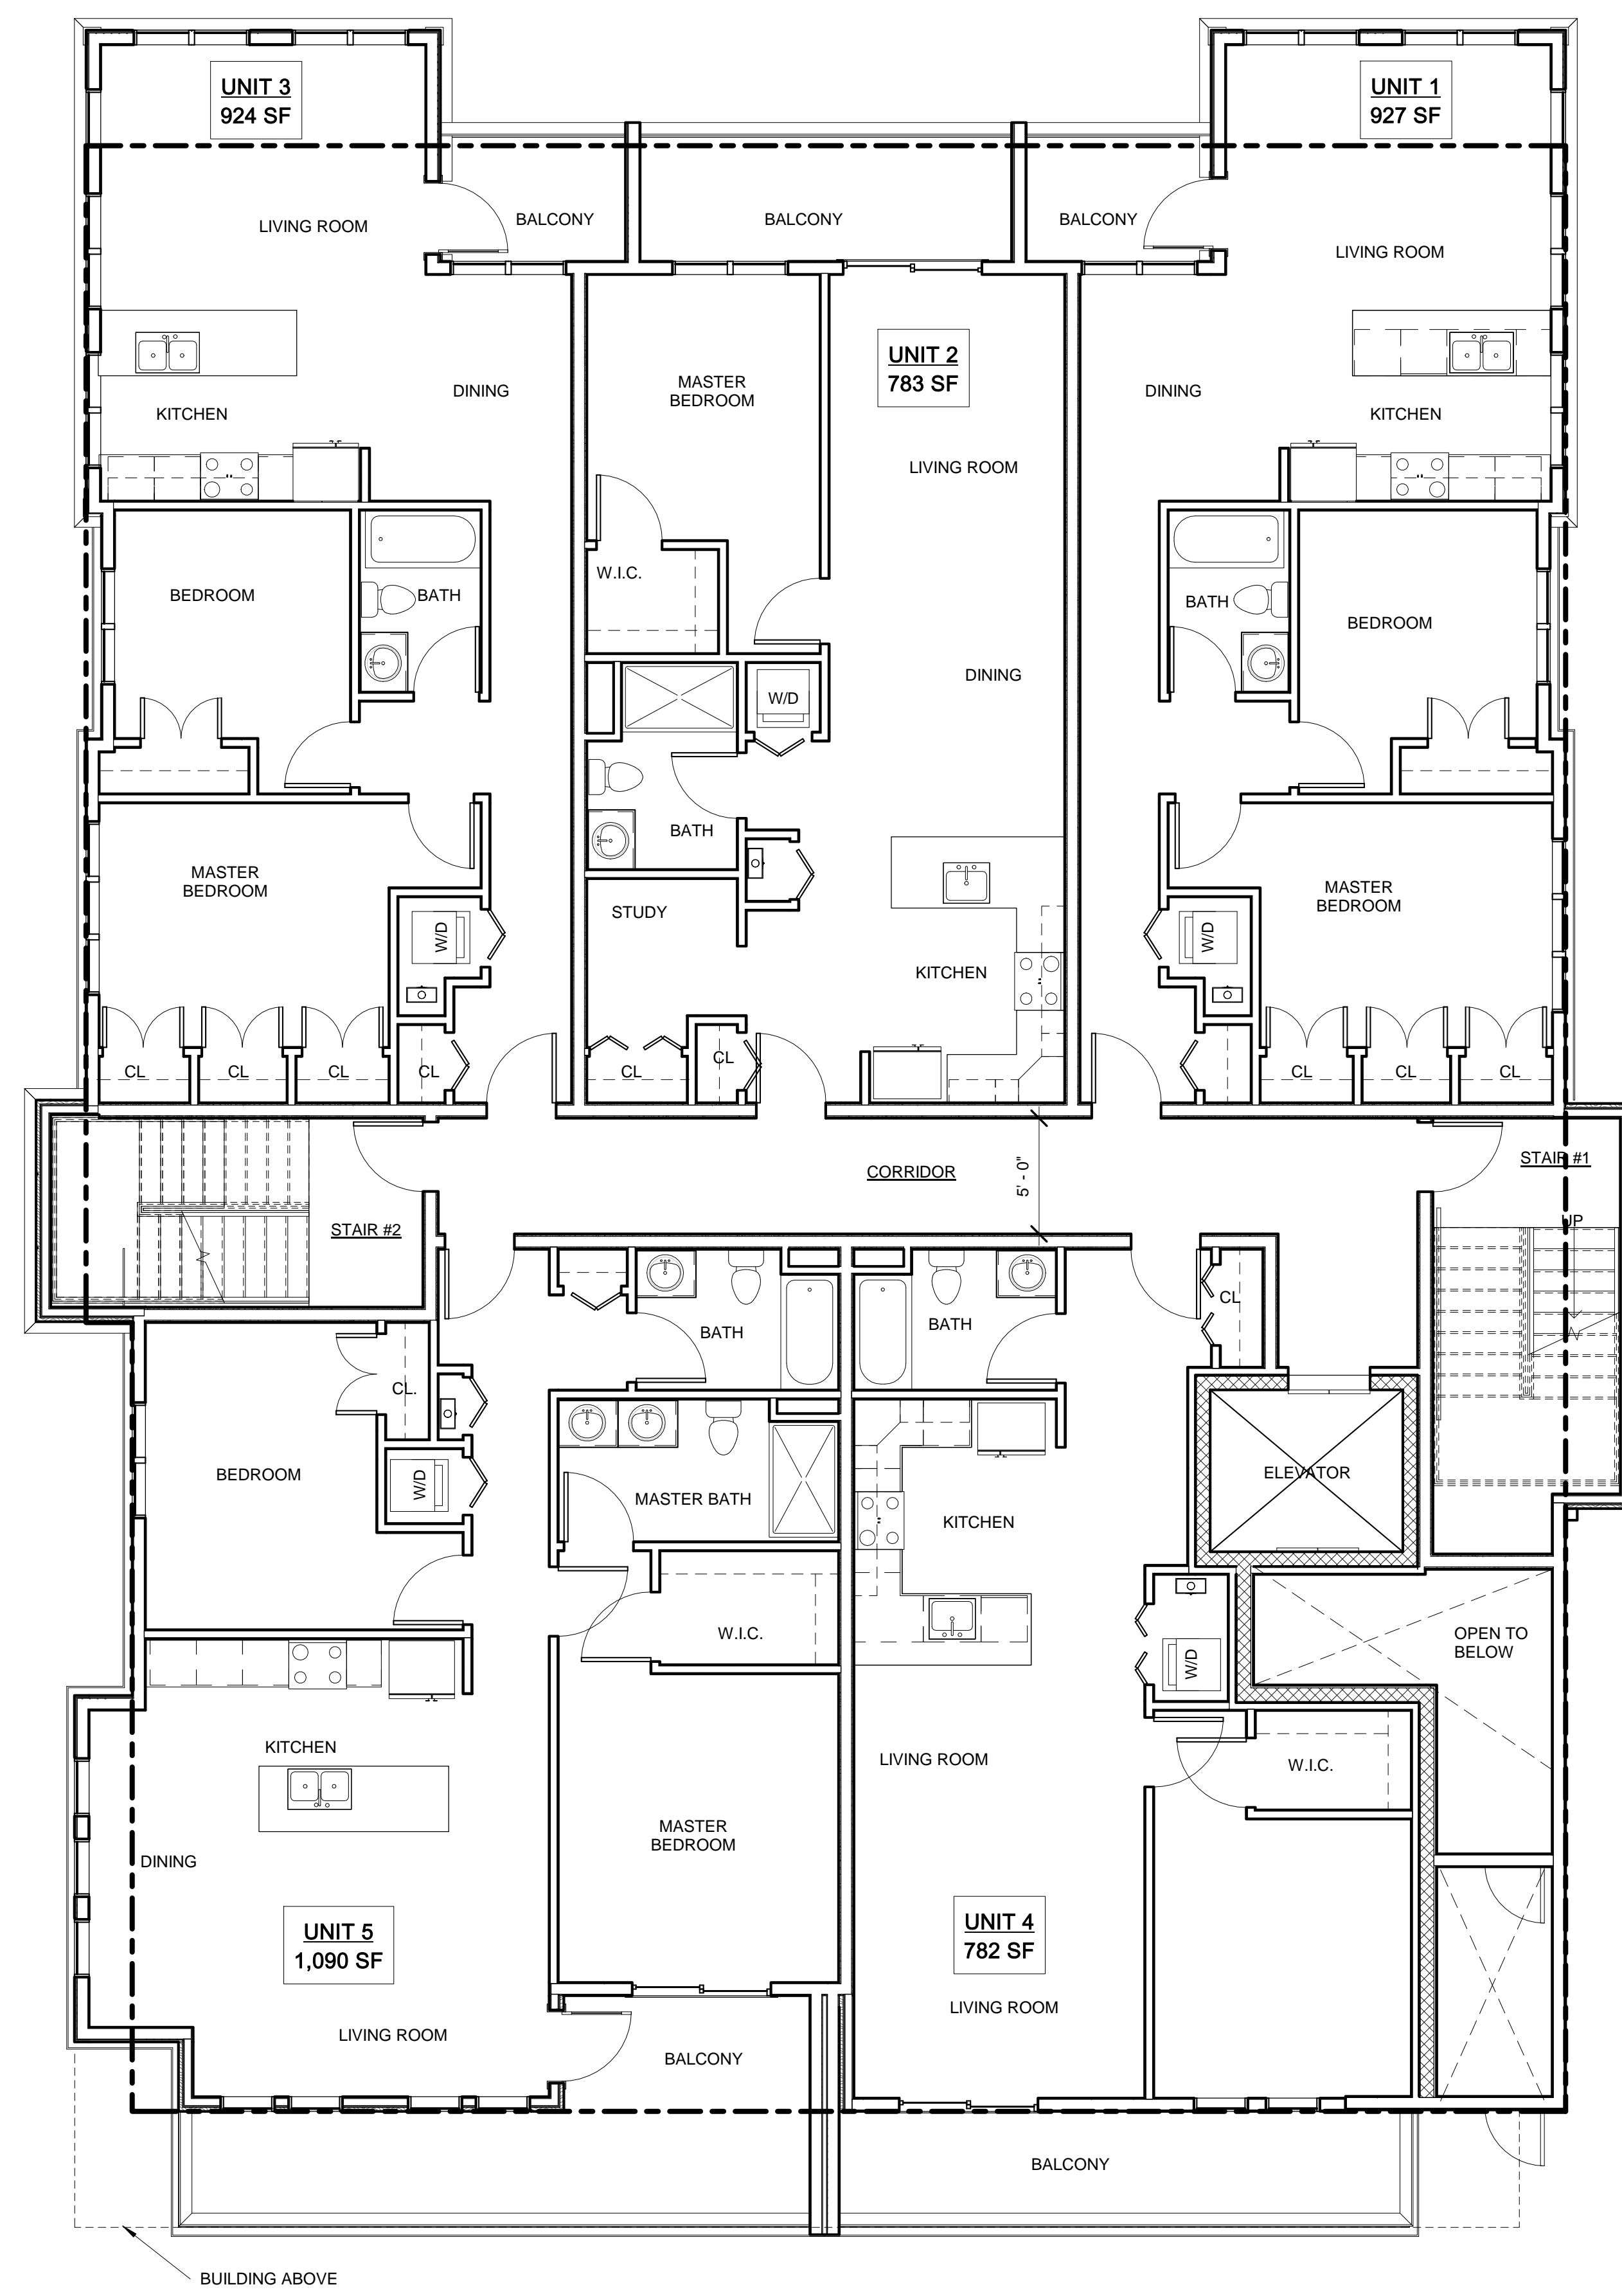 UNIT 3
924 SF
UNIT 1
927 SF
LIVING ROOM
BALCONY
BALCONY
BALCONY
LIVING ROOM
UNIT 2
783 SF
MASTER
BEDROOM
DINING
DINING
KITCHEN
KITCHEN
LIVING ROOM
W.I.C.
BEDROOM
BATH
BATH
BEDROOM
DINING
W/D
BATH
MASTER
BEDROOM
MASTER
BEDROOM
STUDY
W/D
W/D
KITCHEN
CL
CL
CL
CL
CL
CL
CL
CL
CL
CORRIDOR
5' - 0"
STAIR #1
STAIR #2
UP
CL
BATH
BATH
CL.
BEDROOM
W/D
MASTER BATH
KITCHEN
ELEVATOR
W.I.C.
OPEN TO
BELOW
W/D
KITCHEN
LIVING ROOM
W.I.C.
MASTER
BEDROOM
DINING
UNIT 5
1,090 SF
UNIT 4
782 SF
LIVING ROOM
LIVING ROOM
BALCONY
BALCONY
BUILDING ABOVE